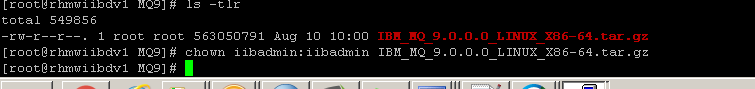 [root@rhmwiibdv1 MQ9]# ls -tlr
total 549856
-rw-r--r--. 1 root root 563050791 Aug 10 10:00 IBM_MQ_9.0.0.0_LINUX_X86-64.tar.gz
[root@rhmwiibdv1 MQ9]# chown iibadmin:iibadmin IBM_MQ_9.0.0.0_LINUX_X86-64.tar.gz
[root@rhmwiibdv1 MQ9]#